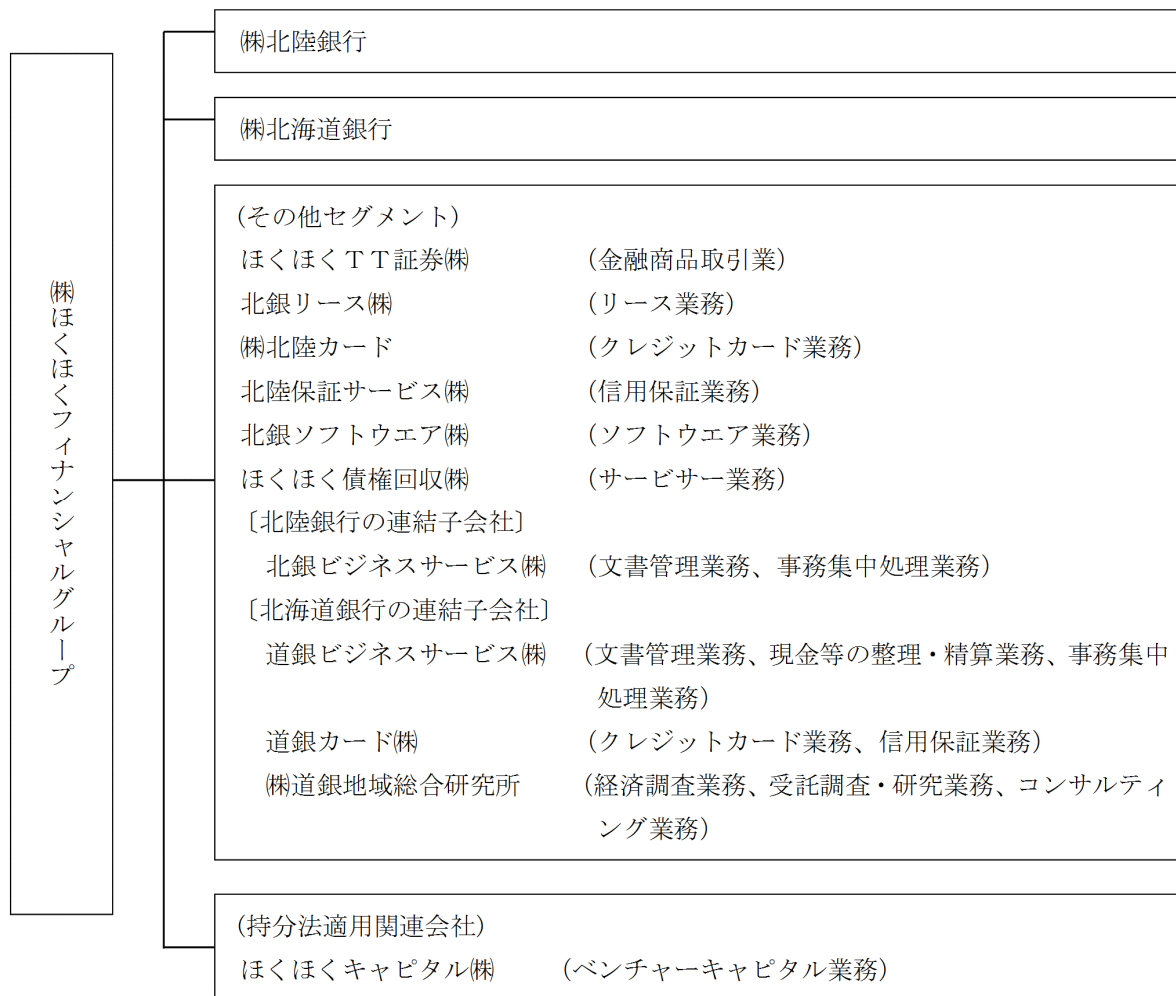 ㈱ほくほくフィナンシャルグループ
㈱北陸銀行
㈱北海道銀行
(その他セグメント)
ほくほくＴＴ証券㈱ (金融商品取引業)
北銀リース㈱ (リース業務)
㈱北陸カード (クレジットカード業務)
北陸保証サービス㈱ (信用保証業務)
北銀ソフトウエア㈱ (ソフトウエア業務)
ほくほく債権回収㈱ (サービサー業務)
〔北陸銀行の連結子会社〕
北銀ビジネスサービス㈱ (文書管理業務、事務集中処理業務)
〔北海道銀行の連結子会社〕
道銀ビジネスサービス㈱ (文書管理業務、現金等の整理・精算業務、事務集中
処理業務)
道銀カード㈱ (クレジットカード業務、信用保証業務)
㈱道銀地域総合研究所 (経済調査業務、受託調査・研究業務、コンサルティ
ング業務)
(持分法適用関連会社)
ほくほくキャピタル㈱ (ベンチャーキャピタル業務)